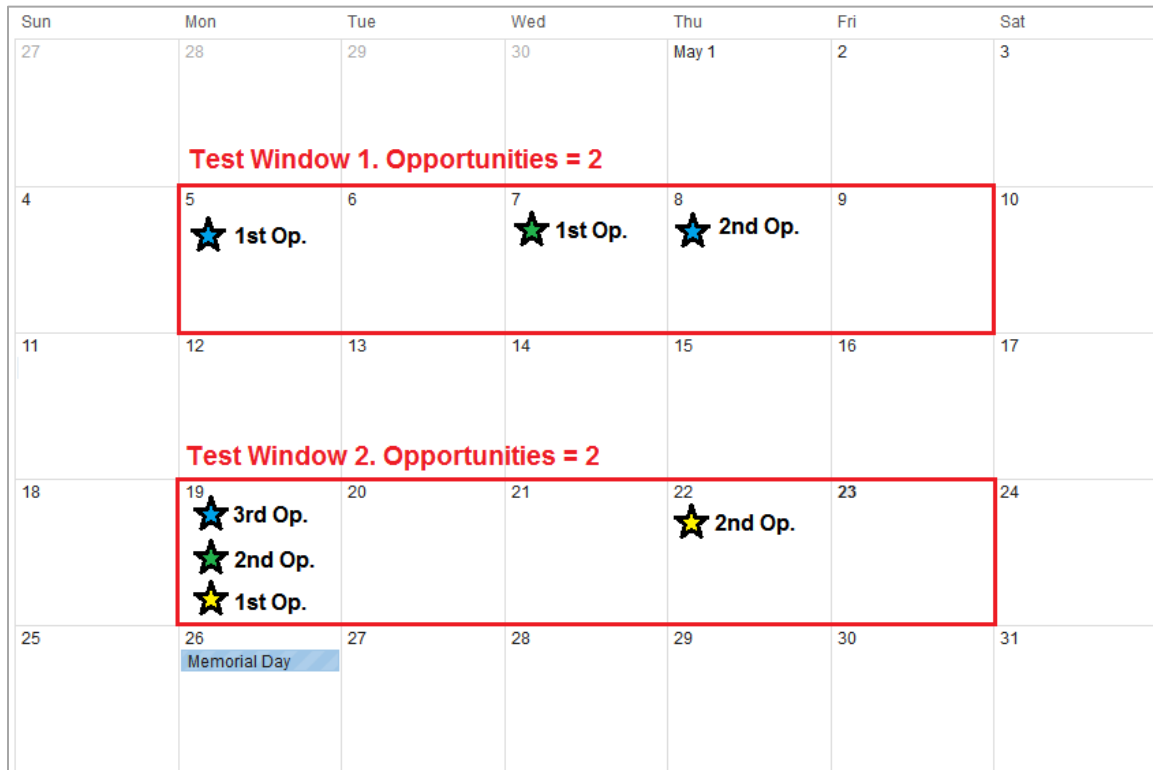 Sun Mon Tue Wed Thu Fri Sat
27 28 29 30 May 1 2 3
Test Window 1. Opportunities = 2
4 5 6 7 8 9 10
1st Op. 1st Op. 2nd Op.
11 12 13 14 15 16 17
Test Window 2. Opportunities = 2
18 19 20 21 22 23 24
3rd Op. 2nd Op.
2nd Op.
1st Op.
25 26 27 28 29 30 31
Memorial Day